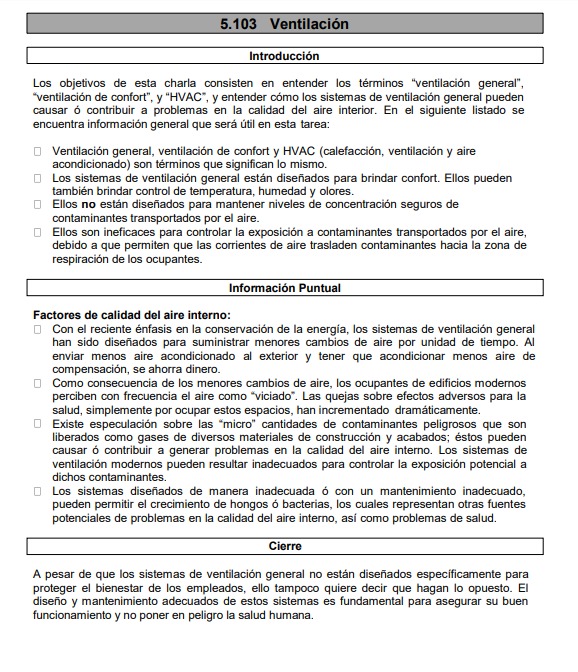 5.103 Ventilación
Introducción
Los objetivos de esta charla consisten en entender los términos “ventilación general”,
“ventilación de confort”, y “HVAC”, y entender cómo los sistemas de ventilación general pueden
causar ó contribuir a problemas en la calidad del aire interior. En el siguiente listado se
encuentra información general que será útil en esta tarea:
Ventilación general, ventilación de confort y HVAC (calefacción, ventilación y aire
acondicionado) son términos que significan lo mismo.
Los sistemas de ventilación general están diseñados para brindar confort. Ellos pueden
también brindar control de temperatura, humedad y olores.
Ellos no están diseñados para mantener niveles de concentración seguros de
contaminantes transportados por el aire.
Ellos son ineficaces para controlar la exposición a contaminantes transportados por el aire,
debido a que permiten que las corrientes de aire trasladen contaminantes hacia la zona de
respiración de los ocupantes.
Información Puntual
Factores de calidad del aire interno:
Con el reciente énfasis en la conservación de la energía, los sistemas de ventilación general
han sido diseñados para suministrar menores cambios de aire por unidad de tiempo. Al
enviar menos aire acondicionado al exterior y tener que acondicionar menos aire de
compensación, se ahorra dinero.
Como consecuencia de los menores cambios de aire, los ocupantes de edificios modernos
perciben con frecuencia el aire como “viciado”. Las quejas sobre efectos adversos para la
salud, simplemente por ocupar estos espacios, han incrementado dramáticamente.
Existe especulación sobre las “micro” cantidades de contaminantes peligrosos que son
liberados como gases de diversos materiales de construcción y acabados; éstos pueden
causar ó contribuir a generar problemas en la calidad del aire interno. Los sistemas de
ventilación modernos pueden resultar inadecuados para controlar la exposición potencial a
dichos contaminantes.
Los sistemas diseñados de manera inadecuada ó con un mantenimiento inadecuado,
pueden permitir el crecimiento de hongos ó bacterias, los cuales representan otras fuentes
potenciales de problemas en la calidad del aire interno, así como problemas de salud.
Cierre
A pesar de que los sistemas de ventilación general no están diseñados específicamente para
proteger el bienestar de los empleados, ello tampoco quiere decir que hagan lo opuesto. El
diseño y mantenimiento adecuados de estos sistemas es fundamental para asegurar su buen
funcionamiento y no poner en peligro la salud humana.